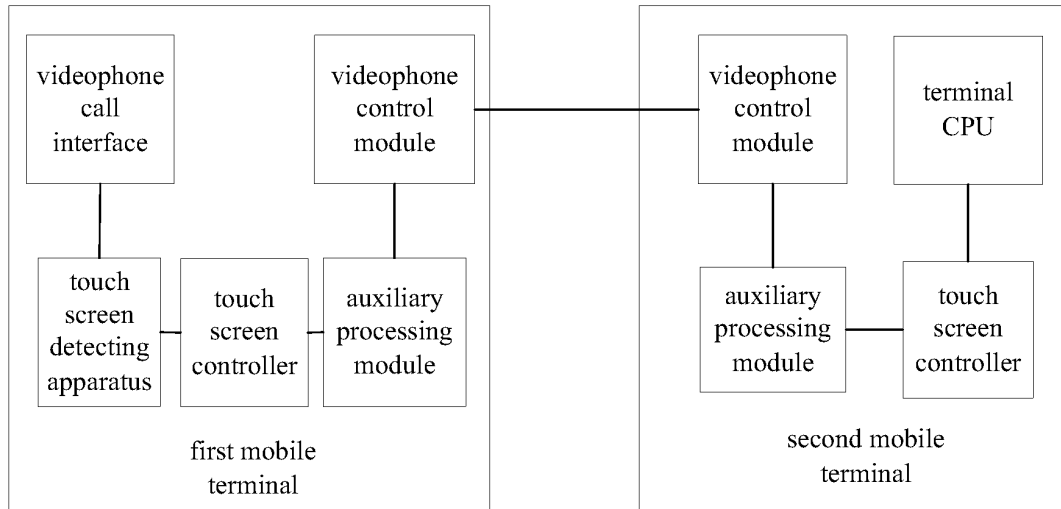 videophone
call
interface
videophone
control
module
touch
screen
detecting
apparatus
touch
screen
controller
auxiliary
processing
module
first mobile
terminal
videophone
control
module
terminal
CPU
auxiliary
processing
module
touch
screen
controller
second mobile
terminal